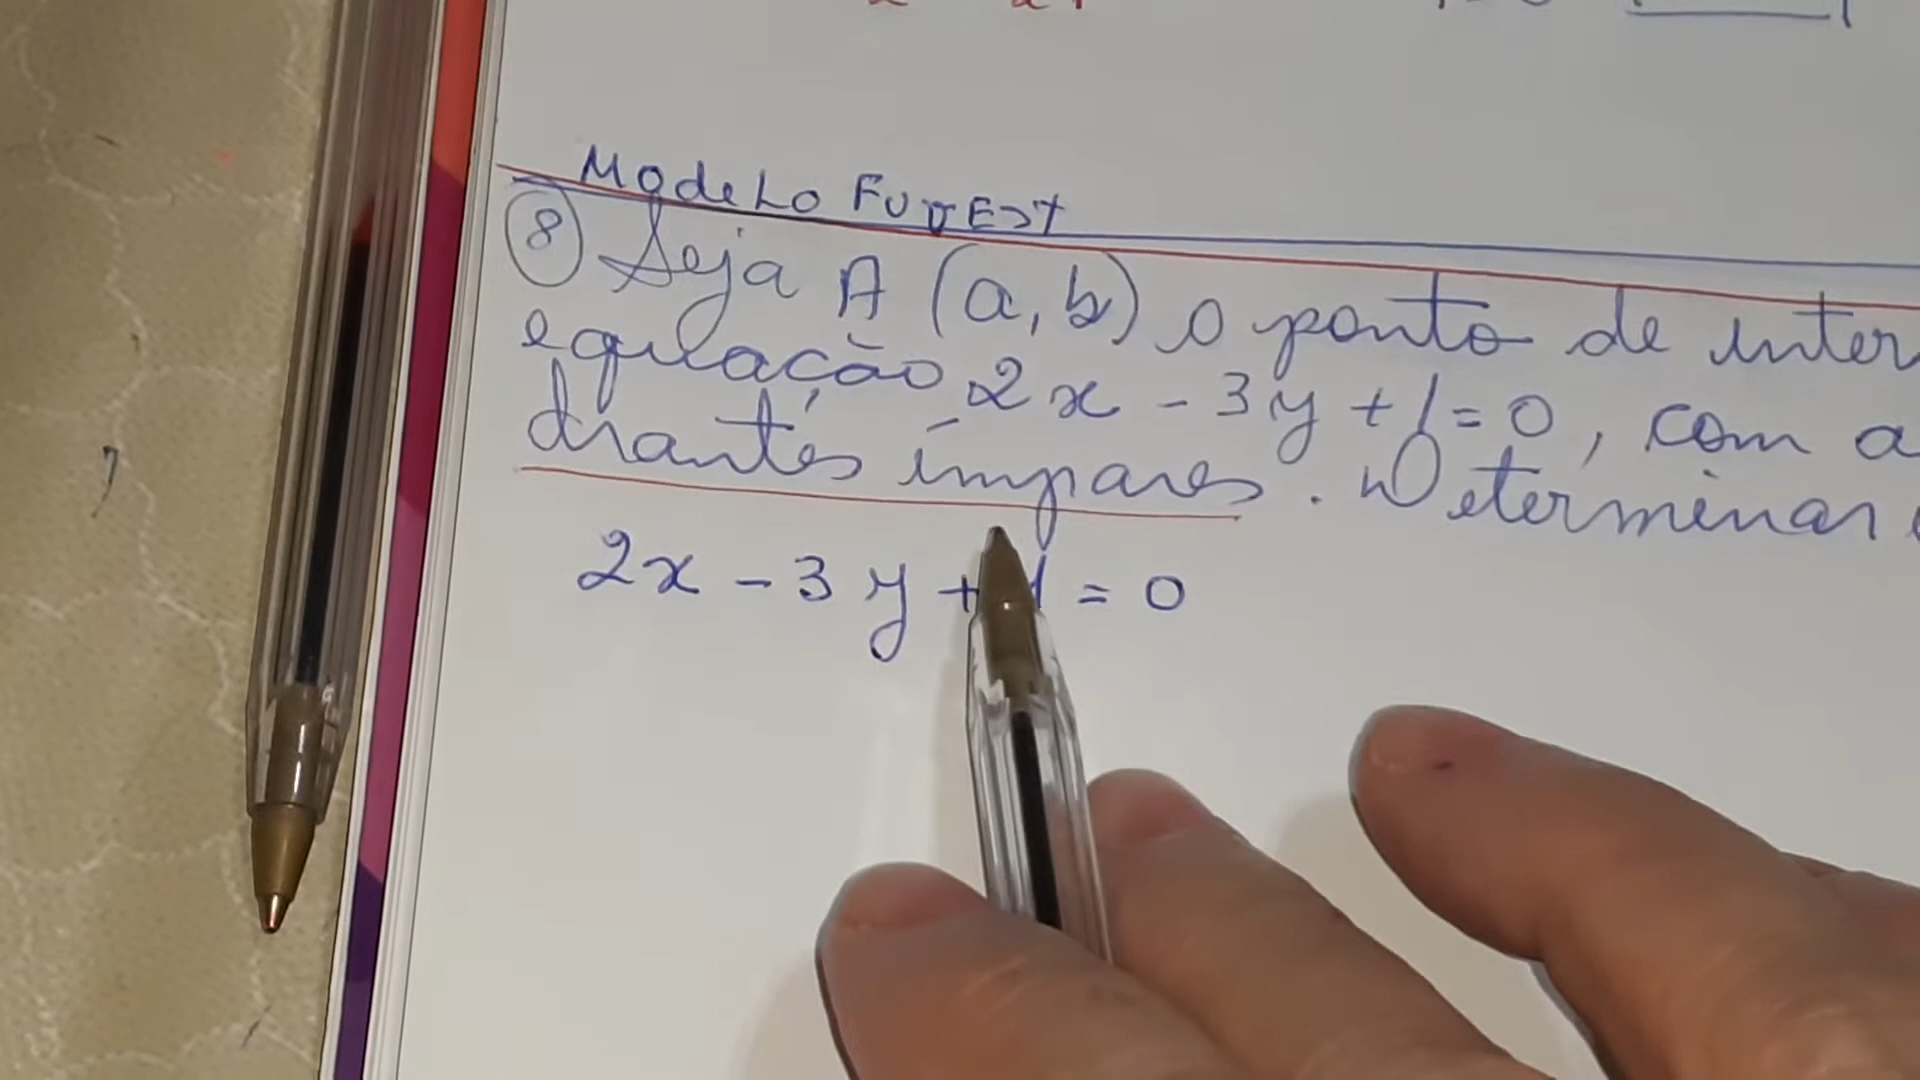 Modelo FuvEST
8 Seja A (a,b) o ponto de inter
equação 2x - 3y + 1 = 0, com a
drantes ímpares. Determinar
2x - 3y + 1 = 0